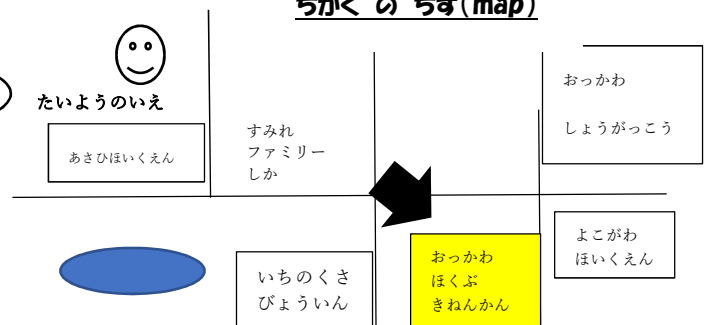 ちかく の ちず(map)
たいようのいえ
あさひほいくえん
すみれ
ファミリー
しか
おっかわ
しょうがっこう
よこがわ
ほいくえん
いちのくさ
びょういん
おっかわ
ほくぶ
きねんかん